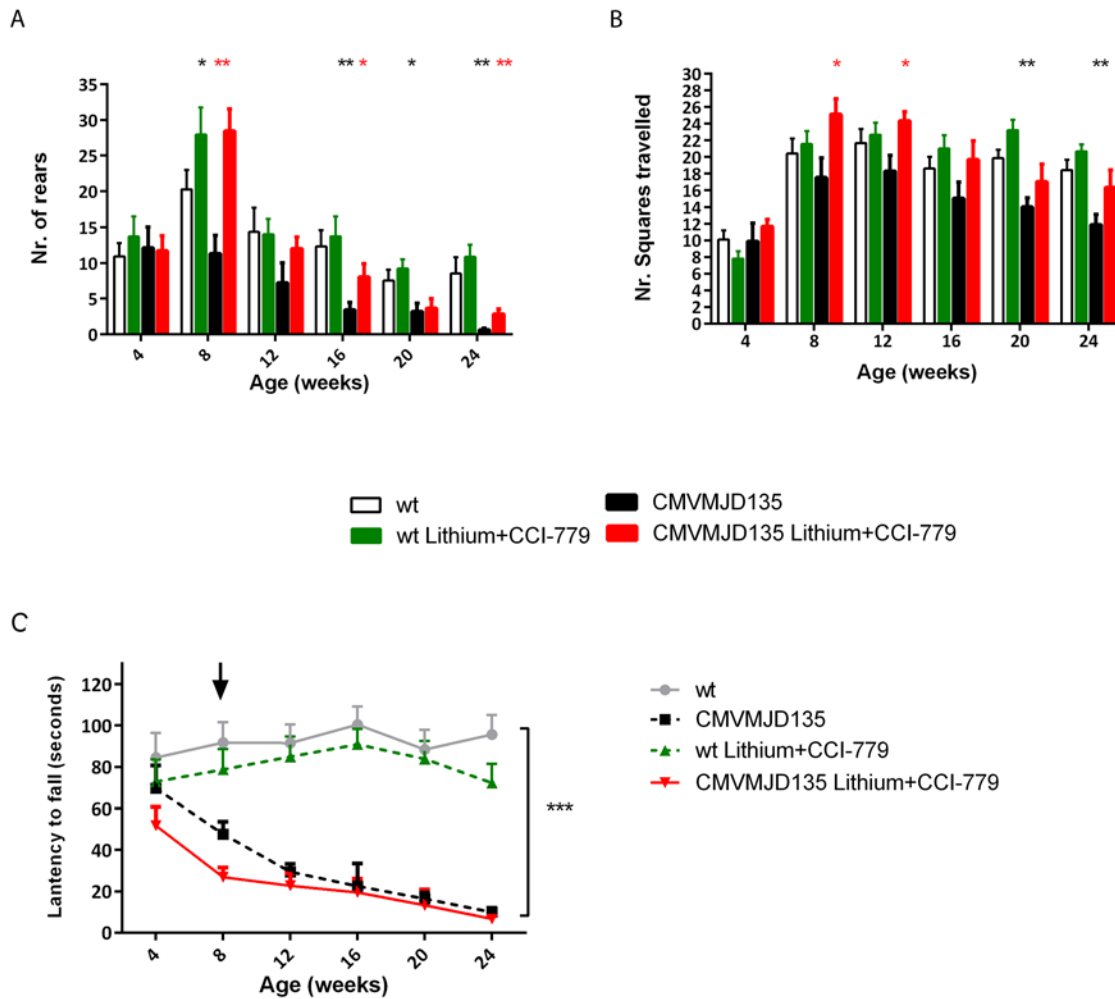 A
B
* ** ** * * ** **
* * ** **
Nr. of rears
35
30
25
20
15
10
5
0
4 8 12 16 20 24
Age (weeks)
Nr. Squares travelled
30
28
26
24
22
20
18
16
14
12
10
8
6
4
2
0
4 8 12 16 20 24
Age (weeks)
wt
CMVMJD135
wt Lithium+CCI-779
CMVMJD135 Lithium+CCI-779
C
Lantency to fall (seconds)
120
100
80
60
40
20
0
4 8 12 16 20 24
Age (weeks)
***
wt
CMVMJD135
wt Lithium+CCI-779
CMVMJD135 Lithium+CCI-779